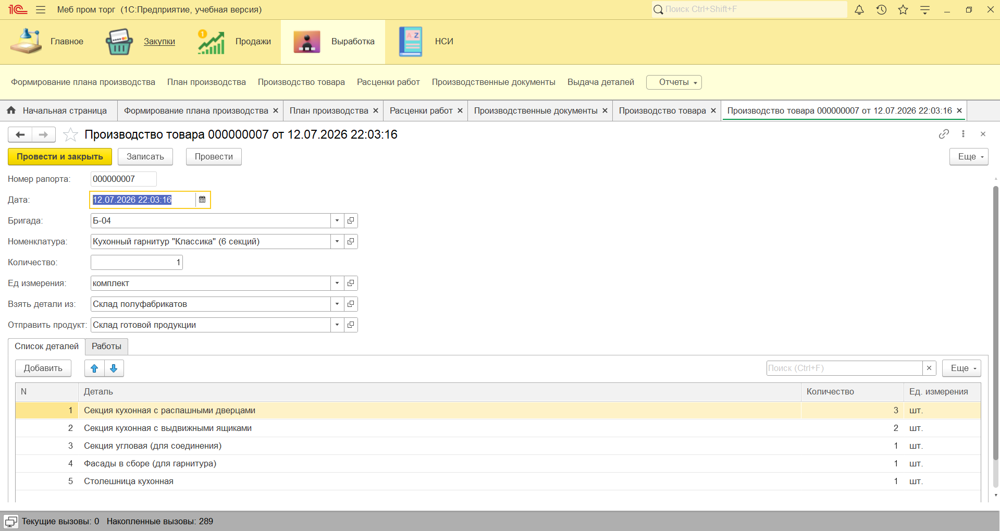 1С Меб пром торг (1С:Предприятие, учебная версия) Поиск Ctrl+Shift+F
Главное Закупки 1 Продажи Выработка A Z НСИ
Формирование плана производства План производства Производство товара Расценки работ Производственные документы Выдача деталей Отчеты
Начальная страница Формирование плана производства План производства Расценки работ Производственные документы Производство товара Производство товара 000000007 от 12.07.2026 22:03:16
Производство товара 000000007 от 12.07.2026 22:03:16
Провести и закрыть Записать Провести Еще
Номер рапорта: 000000007
Дата: 12.07.2026 22:03:16
Бригада: Б-04
Номенклатура: Кухонный гарнитур "Классика" (6 секций)
Количество: 1
Ед измерения: комплект
Взять детали из: Склад полуфабрикатов
Отправить продукт: Склад готовой продукции
Список деталей Работы
Добавить Поиск (Ctrl+F) Еще
N Деталь Количество Ед. измерения
1 Секция кухонная с распашными дверцами 3 шт.
2 Секция кухонная с выдвижными ящиками 2 шт.
3 Секция угловая (для соединения) 1 шт.
4 Фасады в сборе (для гарнитура) 1 шт.
5 Столешница кухонная 1 шт.
Текущие вызовы: 0 Накопленные вызовы: 289